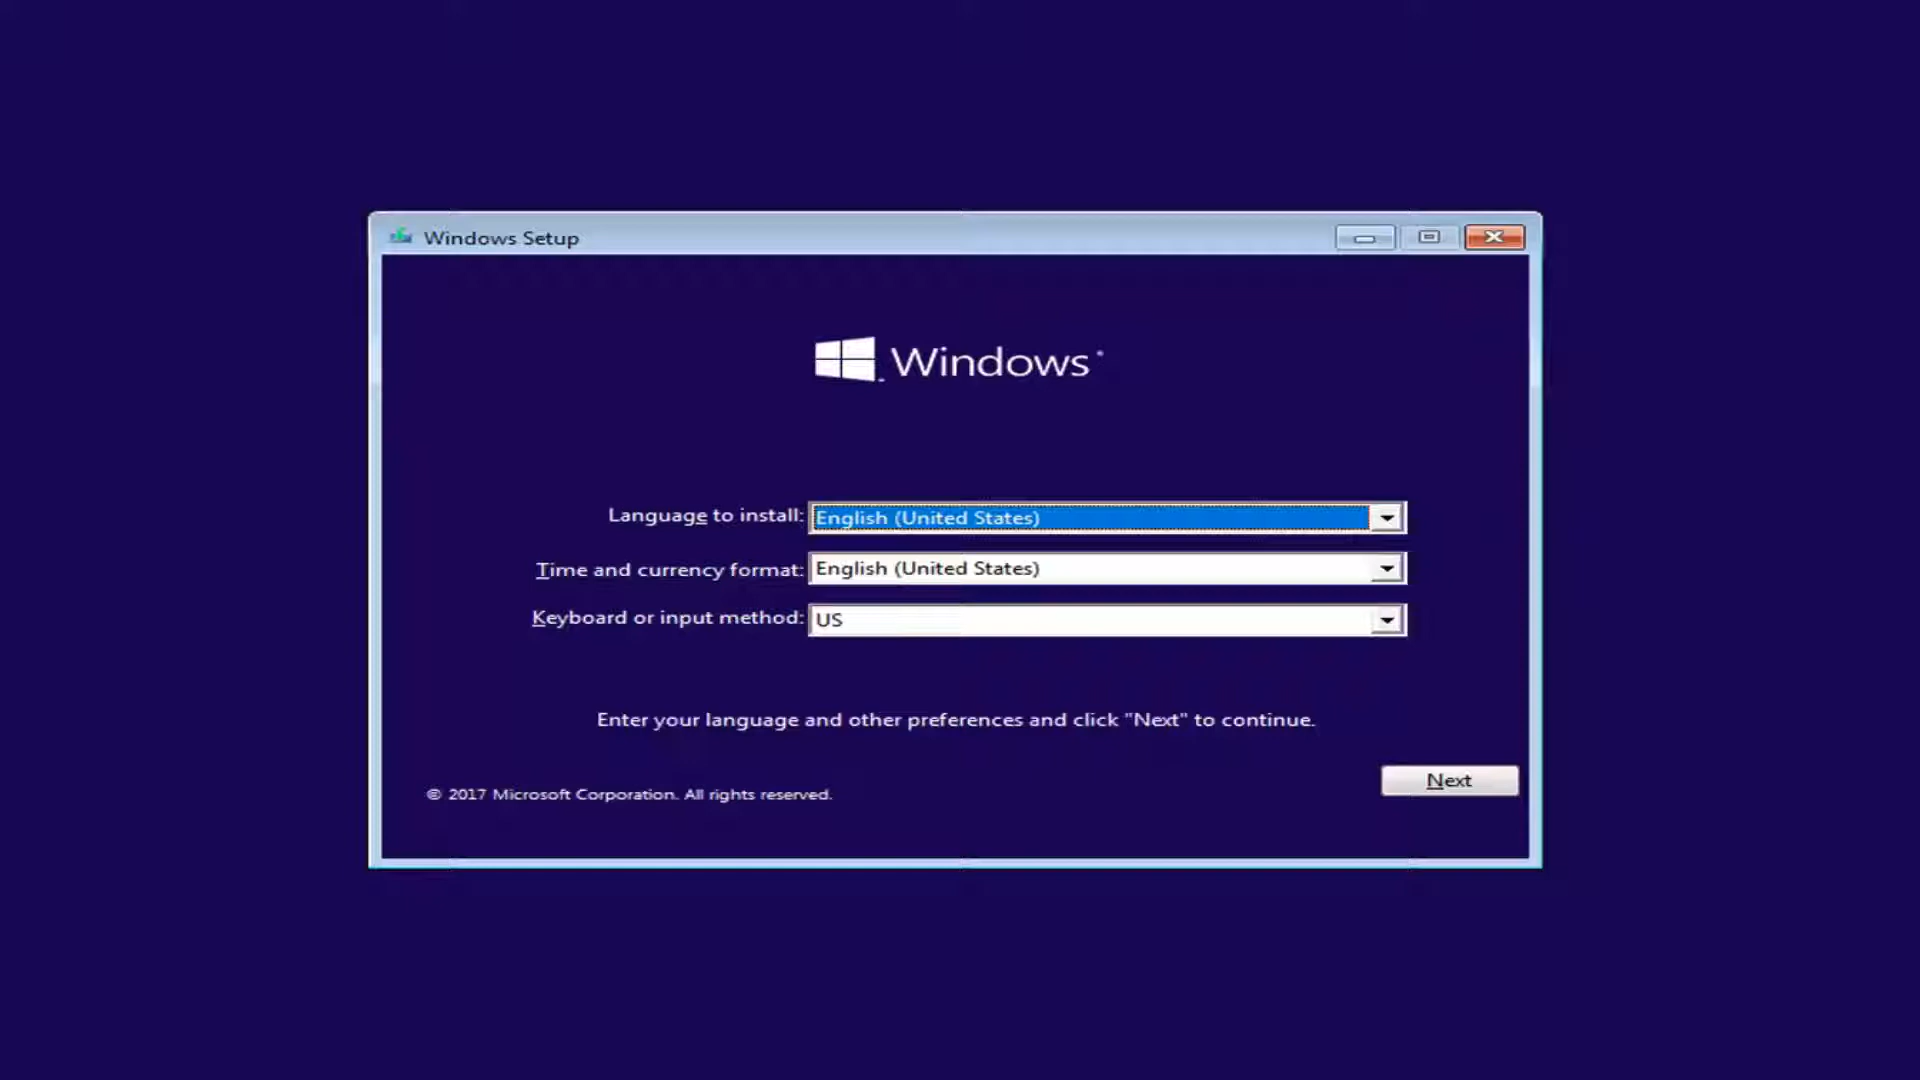 Windows Setup
Windows
Language to install: English (United States)
Time and currency format: English (United States)
Keyboard or input method: US
Enter your language and other preferences and click "Next" to continue.
Next
© 2017 Microsoft Corporation. All rights reserved.